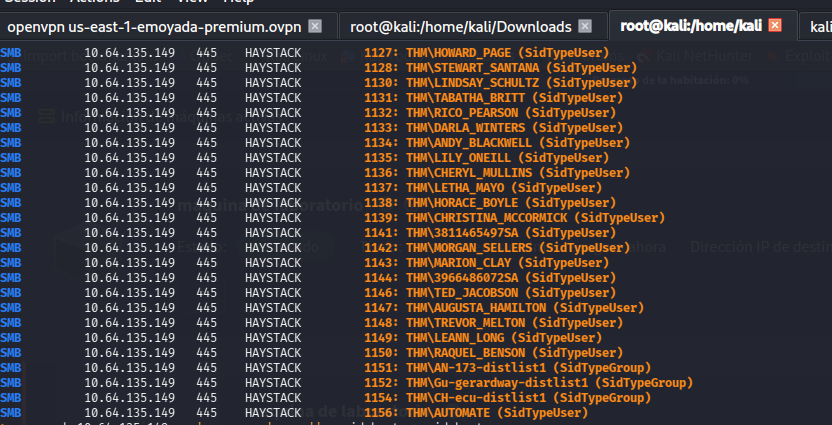 Session Actions Edit View Help
openvpn us-east-1-emoyada-premium.ovpn root@kali:/home/kali/Downloads root@kali:/home/kali kali
SMB 10.64.135.149 445 HAYSTACK 1127: THM\HOWARD_PAGE (SidTypeUser)
SMB 10.64.135.149 445 HAYSTACK 1128: THM\STEWART_SANTANA (SidTypeUser)
SMB 10.64.135.149 445 HAYSTACK 1130: THM\LINDSAY_SCHULTZ (SidTypeUser)
SMB 10.64.135.149 445 HAYSTACK 1131: THM\TABATHA_BRITT (SidTypeUser)
SMB 10.64.135.149 445 HAYSTACK 1132: THM\RICO_PEARSON (SidTypeUser)
SMB 10.64.135.149 445 HAYSTACK 1133: THM\DARLA_WINTERS (SidTypeUser)
SMB 10.64.135.149 445 HAYSTACK 1134: THM\ANDY_BLACKWELL (SidTypeUser)
SMB 10.64.135.149 445 HAYSTACK 1135: THM\LILY_ONEILL (SidTypeUser)
SMB 10.64.135.149 445 HAYSTACK 1136: THM\CHERYL_MULLINS (SidTypeUser)
SMB 10.64.135.149 445 HAYSTACK 1137: THM\LETHA_MAYO (SidTypeUser)
SMB 10.64.135.149 445 HAYSTACK 1138: THM\HORACE_BOYLE (SidTypeUser)
SMB 10.64.135.149 445 HAYSTACK 1139: THM\CHRISTINA_MCCORMICK (SidTypeUser)
SMB 10.64.135.149 445 HAYSTACK 1141: THM\3811465497SA (SidTypeUser)
SMB 10.64.135.149 445 HAYSTACK 1142: THM\MORGAN_SELLERS (SidTypeUser)
SMB 10.64.135.149 445 HAYSTACK 1143: THM\MARION_CLAY (SidTypeUser)
SMB 10.64.135.149 445 HAYSTACK 1144: THM\3966486072SA (SidTypeUser)
SMB 10.64.135.149 445 HAYSTACK 1146: THM\TED_JACOBSON (SidTypeUser)
SMB 10.64.135.149 445 HAYSTACK 1147: THM\AUGUSTA_HAMILTON (SidTypeUser)
SMB 10.64.135.149 445 HAYSTACK 1148: THM\TREVOR_MELTON (SidTypeUser)
SMB 10.64.135.149 445 HAYSTACK 1149: THM\LEANN_LONG (SidTypeUser)
SMB 10.64.135.149 445 HAYSTACK 1150: THM\RAQUEL_BENSON (SidTypeUser)
SMB 10.64.135.149 445 HAYSTACK 1151: THM\AN-173-distlist1 (SidTypeGroup)
SMB 10.64.135.149 445 HAYSTACK 1152: THM\Gu-gerardway-distlist1 (SidTypeGroup)
SMB 10.64.135.149 445 HAYSTACK 1154: THM\CH-ecu-distlist1 (SidTypeGroup)
SMB 10.64.135.149 445 HAYSTACK 1156: THM\AUTOMATE (SidTypeUser)